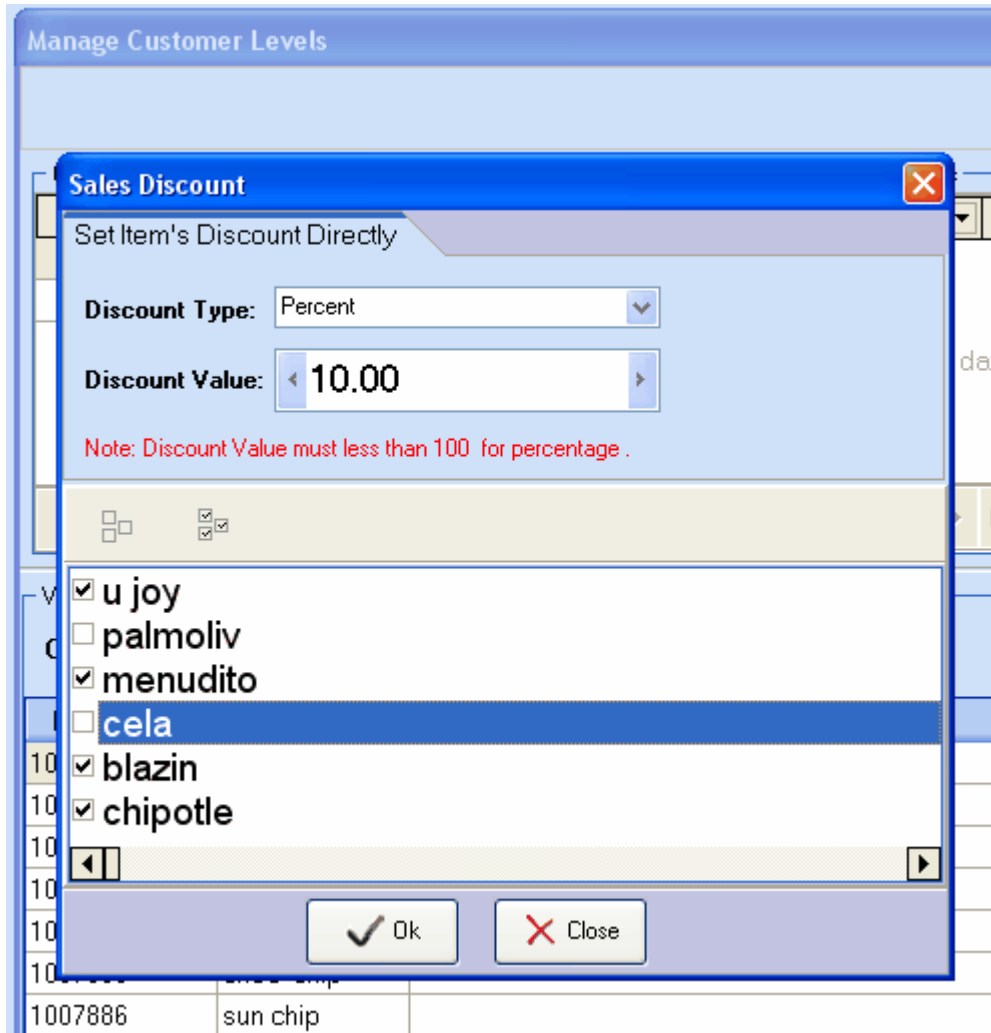 Manage Customer Levels
Sales Discount
Set Item's Discount Directly
Discount Type: Percent
Discount Value: 10.00
Note: Discount Value must less than 100 for percentage .
u joy
palmoliv
menudito
cela
blazin
chipotle
Ok Close
1007886 sun chip